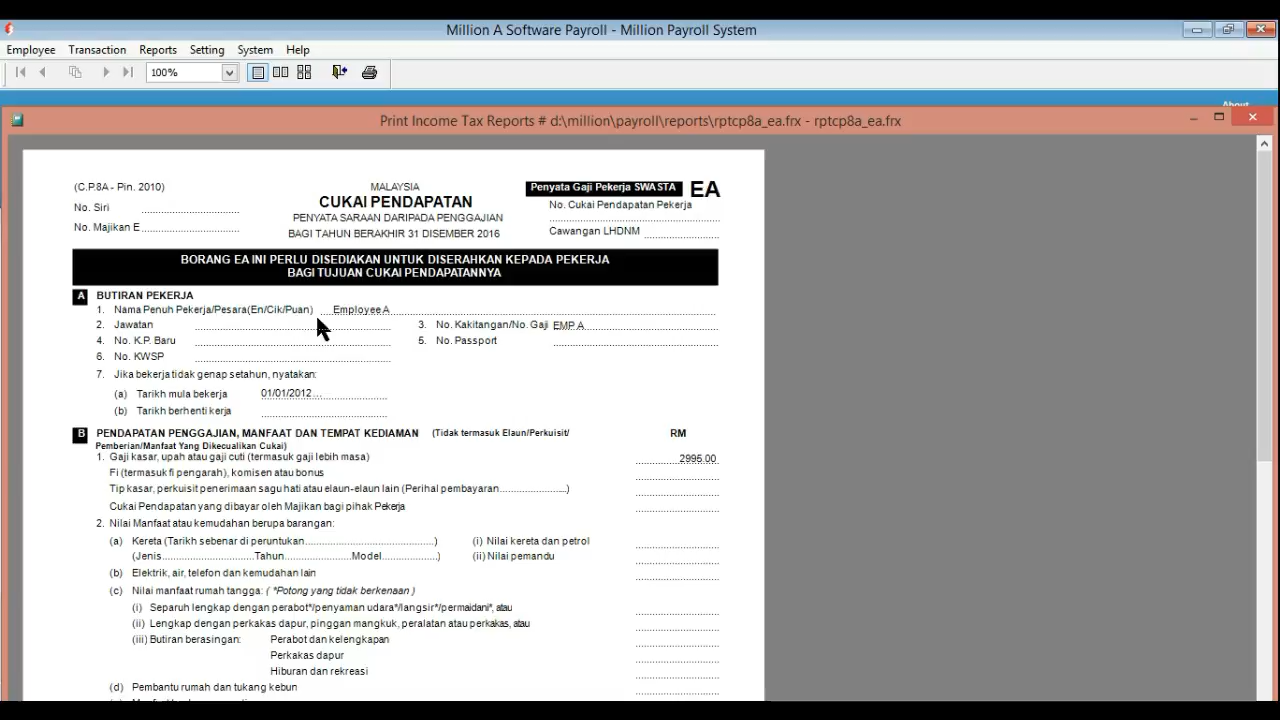 Million A Software Payroll - Million Payroll System
Employee Transaction Reports Setting System Help
100%
About
Print Income Tax Reports # d:\million\payroll\reports\rptcp8a_ea.frx - rptcp8a_ea.frx
(C.P.8A - Pin. 2010) MALAYSIA Penyata Gaji Pekerja SWASTA EA
No. Siri CUKAI PENDAPATAN No. Cukai Pendapatan Pekerja
PENYATA SARAAN DARIPADA PENGGAJIAN
No. Majikan E BAGI TAHUN BERAKHIR 31 DISEMBER 2016 Cawangan LHDNM
BORANG EA INI PERLU DISEDIAKAN UNTUK DISERAHKAN KEPADA PEKERJA
BAGI TUJUAN CUKAI PENDAPATANNYA
A BUTIRAN PEKERJA
1. Nama Penuh Pekerja/Pesara(En/Cik/Puan) Employee A
2. Jawatan 3. No. Kakitangan/No. Gaji EMP A
4. No. K.P. Baru 5. No. Passport
6. No. KWSP
7. Jika bekerja tidak genap setahun, nyatakan:
(a) Tarikh mula bekerja 01/01/2012
(b) Tarikh berhenti kerja
B PENDAPATAN PENGGAJIAN, MANFAAT DAN TEMPAT KEDIAMAN (Tidak termasuk Elaun/Perkuisit/ RM
Pemberian/Manfaat Yang Dikecualikan Cukai)
1. Gaji kasar, upah atau gaji cuti (termasuk gaji lebih masa) 2995.00
Fi (termasuk fi pengarah), komisen atau bonus
Tip kasar, perkuisit penerimaan sagu hati atau elaun-elaun lain (Perihal pembayaran.......................)
Cukai Pendapatan yang dibayar oleh Majikan bagi pihak Pekerja
2. Nilai Manfaat atau kemudahan berupa barangan:
(a) Kereta (Tarikh sebenar di peruntukan............................................) (i) Nilai kereta dan petrol
(Jenis......................Tahun......................Model...................) (ii) Nilai pemandu
(b) Elektrik, air, telefon dan kemudahan lain
(c) Nilai manfaat rumah tangga: ( *Potong yang tidak berkenaan )
(i) Separuh lengkap dengan perabot*/penyaman udara*/langsir*/permaidani*, atau
(ii) Lengkap dengan perkakas dapur, pinggan mangkuk, peralatan atau perkakas, atau
(iii) Butiran berasingan: Perabot dan kelengkapan
Perkakas dapur
Hiburan dan rekreasi
(d) Pembantu rumah dan tukang kebun